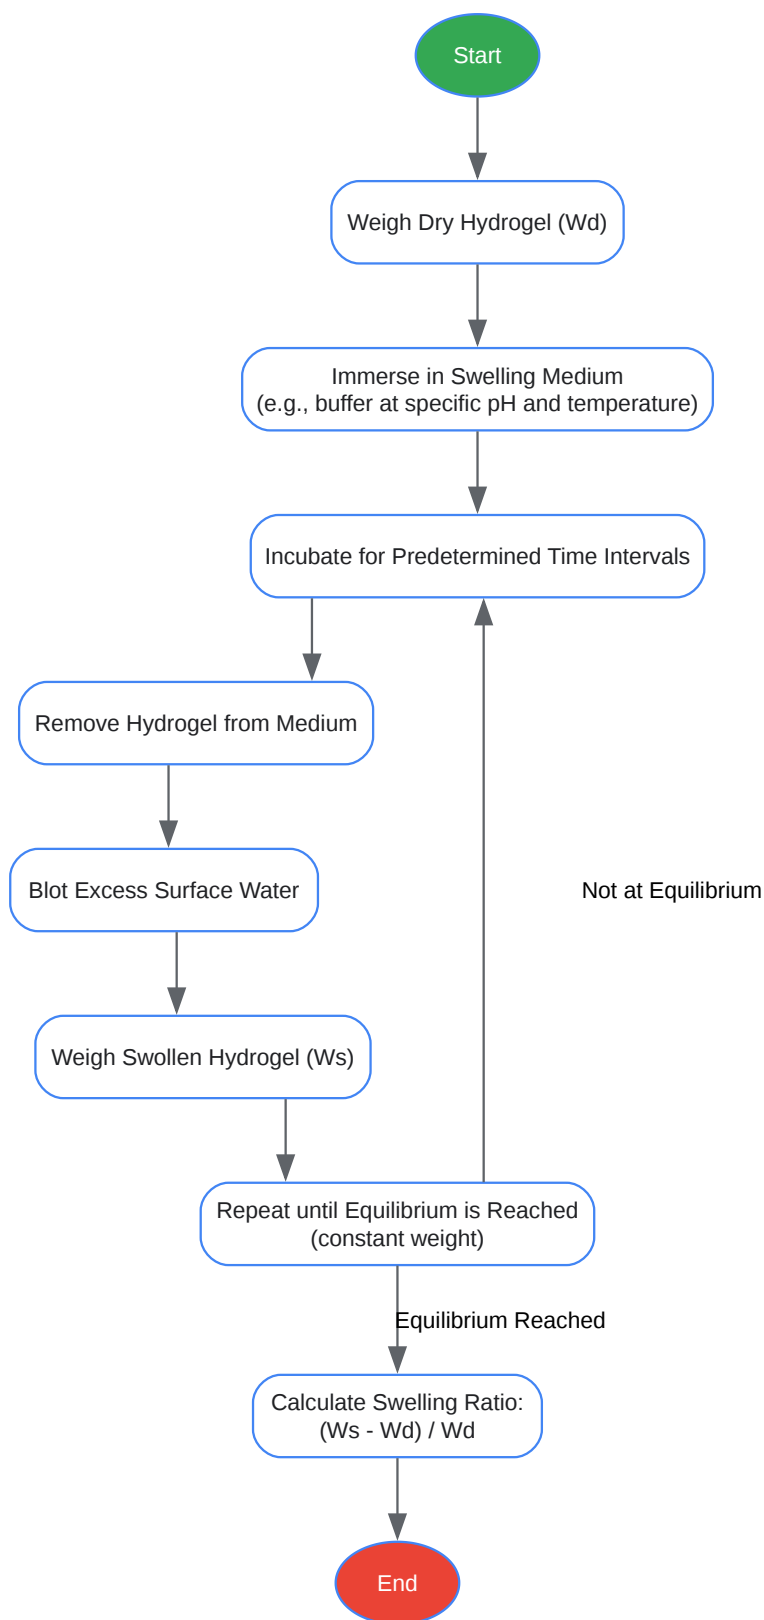 Start
Weigh Dry Hydrogel (Wd)
Immerse in Swelling Medium
(e.g., buffer at specific pH and temperature)
Incubate for Predetermined Time Intervals
Remove Hydrogel from Medium
Blot Excess Surface Water
Not at Equilibrium
Weigh Swollen Hydrogel (Ws)
Repeat until Equilibrium is Reached
(constant weight)
Equilibrium Reached
Calculate Swelling Ratio:
(Ws - Wd) / Wd
End